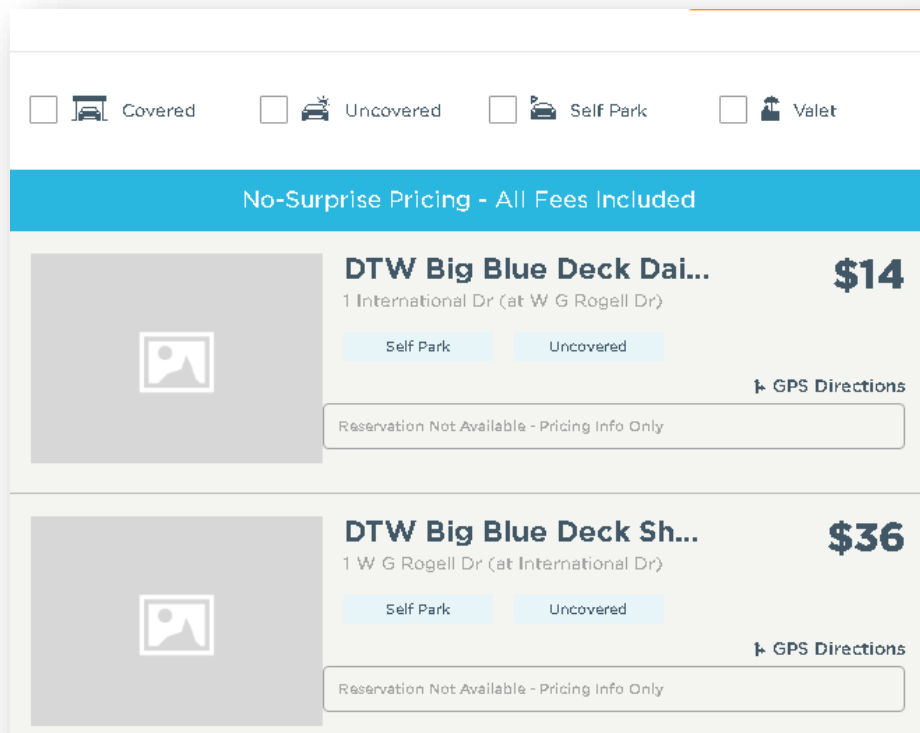 Covered Uncovered Self Park Valet
No-Surprise Pricing - All Fees Included
DTW Big Blue Deck Dai... $14
1 International Dr (at W G Rogell Dr)
Self Park Uncovered
GPS Directions
Reservation Not Available - Pricing Info Only
DTW Big Blue Deck Sh... $36
1 W G Rogell Dr (at International Dr)
Self Park Uncovered
GPS Directions
Reservation Not Available - Pricing Info Only